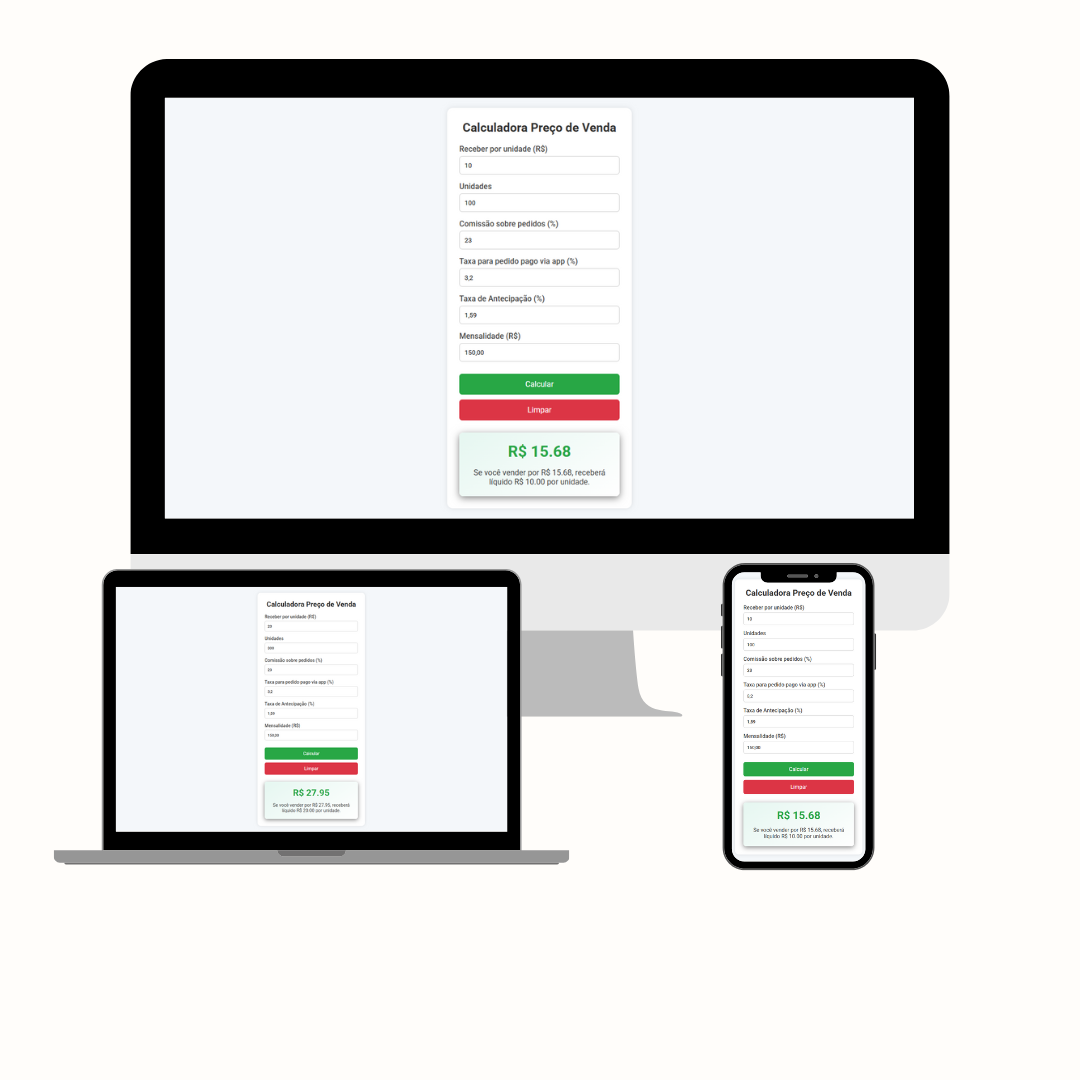 Calculadora Preço de Venda
Receber por unidade (R$)
10
Unidades
100
Comissão sobre pedidos (%)
23
Taxa para pedido pago via app (%)
3,2
Taxa de Antecipação (%)
1,59
Mensalidade (R$)
150,00
Calcular
Limpar
R$ 15.68
Se você vender por R$ 15.68, receberá
líquido R$ 10.00 por unidade.
Calculadora Preço de Venda
Receber por unidade (R$)
Unidades
Comissão sobre pedidos (%)
Taxa para pedido pago via app (%)
3,2
Taxa de Antecipação (%)
1,59
Mensalidade (R$)
150,00
Calcular
Limpar
R$ 27.95
Se você vender por R$ 27.95, receberá
líquido R$ 20.00 por unidade.
Calculadora Preço de Venda
Receber por unidade (R$)
10
Unidades
100
Comissão sobre pedidos (%)
Taxa para pedido pago via app (%)
3,2
Taxa de Antecipação (%)
1,59
Mensalidade (R$)
150,00
Calcular
Limpar
R$ 15.68
Se você vender por R$ 15.68, receberá
líquido R$ 10.00 por unidade.